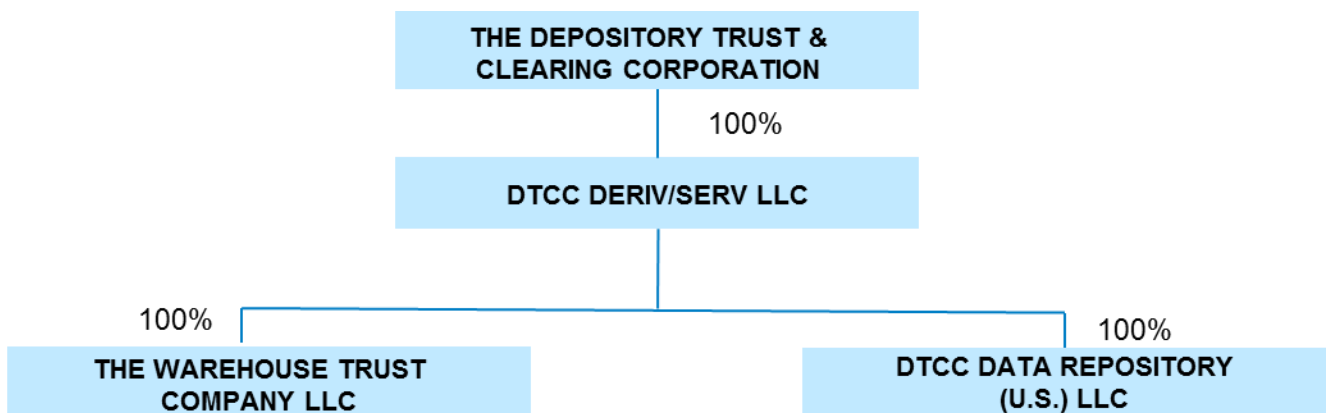 THE DEPOSITORY TRUST &
CLEARING CORPORATION
100%
DTCC DERIV/SERV LLC
100%
100%
THE WAREHOUSE TRUST
COMPANY LLC
DTCC DATA REPOSITORY
(U.S.) LLC